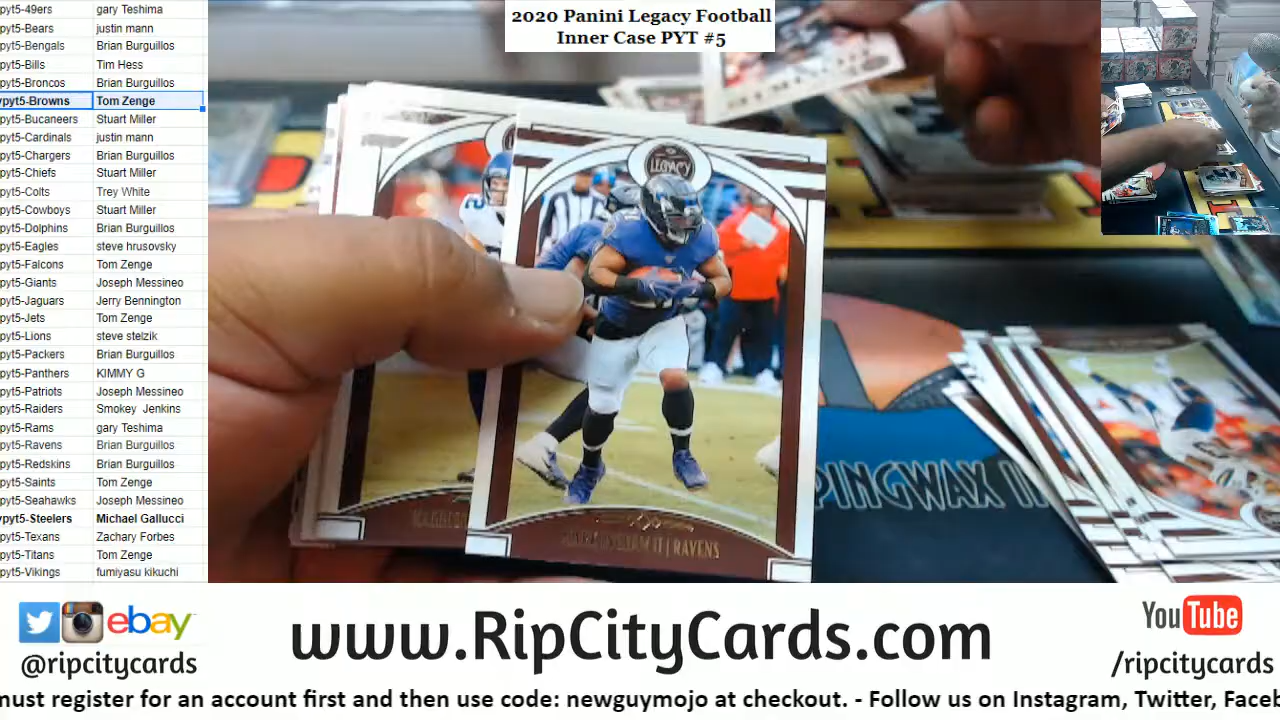 pyt5-49ers gary Teshima
pyt5-Bears justin mann
pyt5-Bengals Brian Burguillos
pyt5-Bills Tim Hess
pyt5-Broncos Brian Burguillos
ypyt5-Browns Tom Zenge
pyt5-Bucaneers Stuart Miller
pyt5-Cardinals justin mann
pyt5-Chargers Brian Burguillos
pyt5-Chiefs Stuart Miller
pyt5-Colts Trey White
pyt5-Cowboys Stuart Miller
pyt5-Dolphins Brian Burguillos
pyt5-Eagles steve hrusovsky
pyt5-Falcons Tom Zenge
pyt5-Giants Joseph Messineo
pyt5-Jaguars Jerry Bennington
pyt5-Jets Tom Zenge
pyt5-Lions steve stelzik
pyt5-Packers Brian Burguillos
pyt5-Panthers KIMMY G
pyt5-Patriots Joseph Messineo
pyt5-Raiders Smokey Jenkins
pyt5-Rams gary Teshima
pyt5-Ravens Brian Burguillos
pyt5-Redskins Brian Burguillos
pyt5-Saints Tom Zenge
pyt5-Seahawks Joseph Messineo
ypyt5-Steelers Michael Gallucci
pyt5-Texans Zachary Forbes
pyt5-Titans Tom Zenge
pyt5-Vikings fumiyasu kikuchi
2020 Panini Legacy Football
Inner Case PYT #5
LEGACY
II | RAVENS
PINGWAX
ebay
@ripcitycards
www.RipCityCards.com
YouTube
/ripcitycards
must register for an account first and then use code: newguymojo at checkout. - Follow us on Instagram, Twitter, Faceb